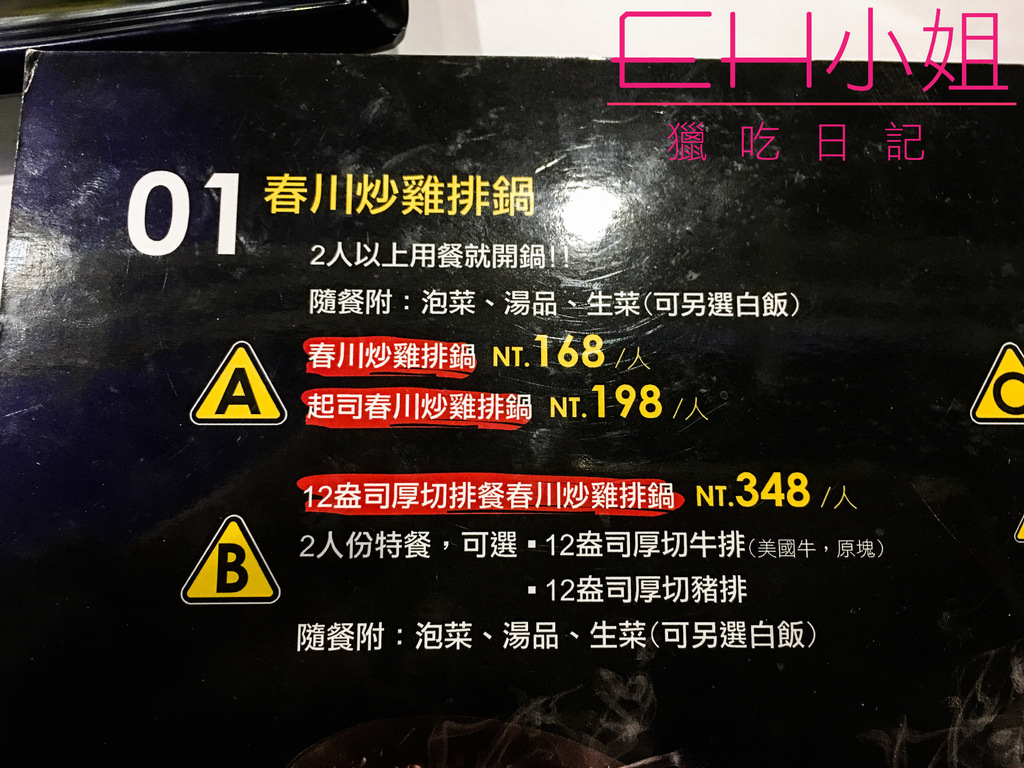 EH小姐
獵吃日記
01 春川炒雞排鍋
2人以上用餐就開鍋!!
隨餐附：泡菜、湯品、生菜(可另選白飯)
A
春川炒雞排鍋 NT.168 /人
起司春川炒雞排鍋 NT.198 /人
C
12盎司厚切排餐春川炒雞排鍋 NT.348 /人
B
2人份特餐，可選▪12盎司厚切牛排(美國牛，原塊)
▪12盎司厚切豬排
隨餐附：泡菜、湯品、生菜(可另選白飯)